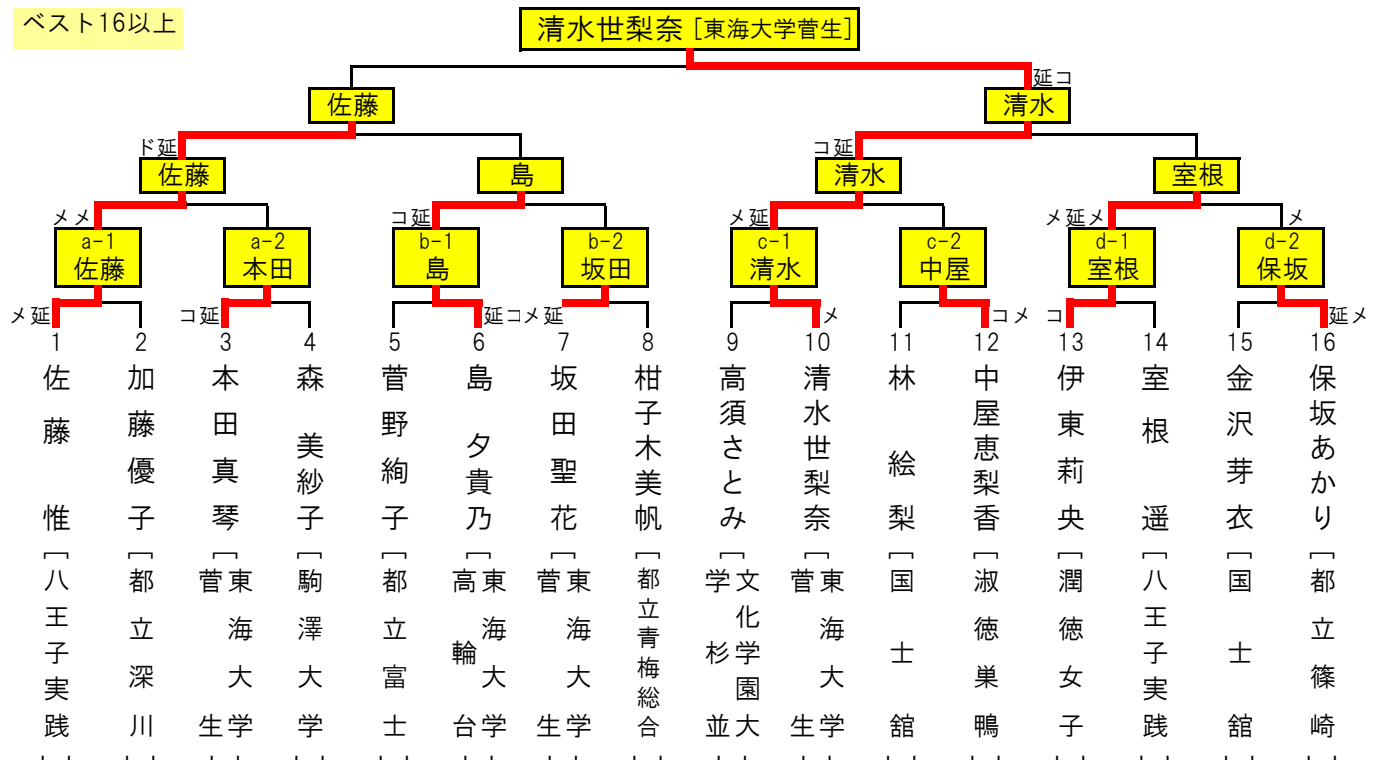 ベスト16以上
清水世梨奈［東海大学菅生］
延コ
佐藤
清水
ド延
コ延
佐藤
島
清水
室根
メメ
コ延
メ延
メ延メ
メ
a-1
佐藤
a-2
本田
b-1
島
b-2
坂田
c-1
清水
c-2
中屋
d-1
室根
d-2
保坂
メ延
コ延
延コ
メ延
メ
コメ
コ
延メ
1
2
3
4
5
6
7
8
9
10
11
12
13
14
15
16
佐藤惟［八王子実践
加藤優子［都立深川
本田真琴［東海大学菅生
森美紗子［駒澤大学
菅野絢子［都立富士
島夕貴乃［東海大学高輪台
坂田聖花［東海大学菅生
柑子木美帆［都立青梅総合
高須さとみ［文化学園大学杉並
清水世梨奈［東海大学菅生
林絵梨［国士舘
中屋恵梨香［淑徳巣鴨
伊東莉央［潤徳女子
室根遥［八王子実践
金沢芽衣［国士舘
保坂あかり［都立篠崎